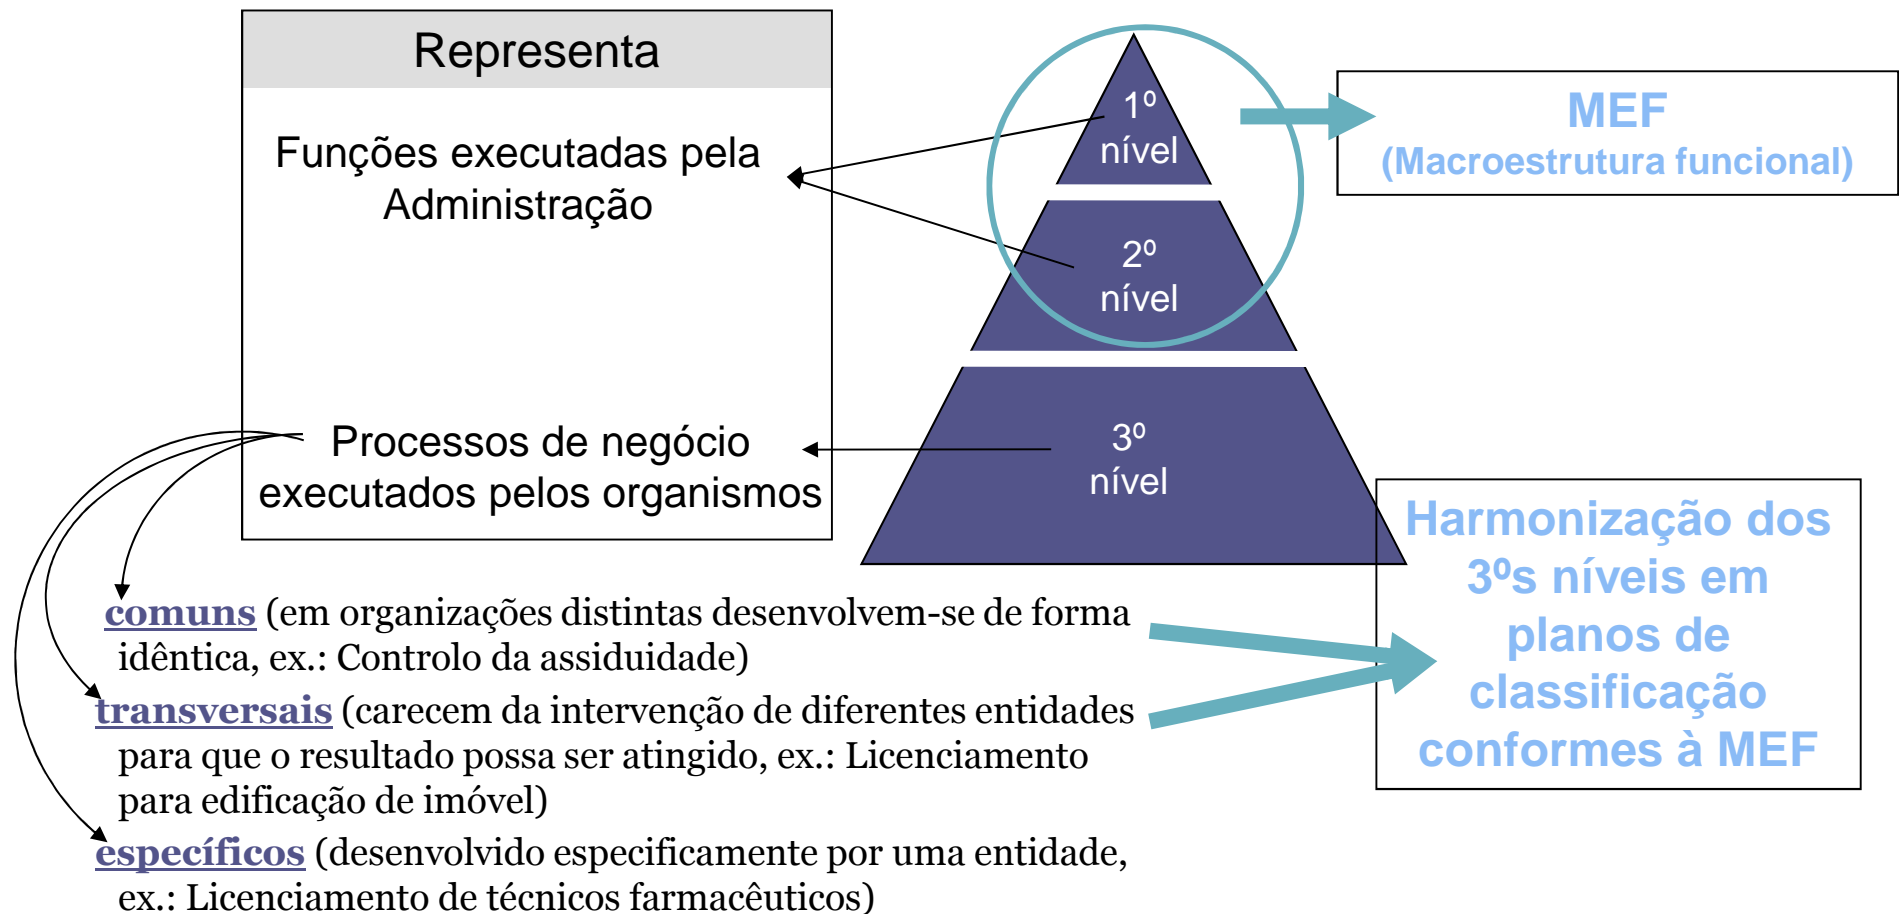 Representa
Funções executadas pela
Administração
Processos de negócio
executados pelos organismos
1º
nível
2º
nível
3º
nível
MEF
(Macroestrutura funcional)
Harmonização dos
3ºs níveis em
planos de
classificação
conformes à MEF
comuns (em organizações distintas desenvolvem-se de forma
idêntica, ex.: Controlo da assiduidade)
transversais (carecem da intervenção de diferentes entidades
para que o resultado possa ser atingido, ex.: Licenciamento
para edificação de imóvel)
específicos (desenvolvido especificamente por uma entidade,
ex.: Licenciamento de técnicos farmacêuticos)